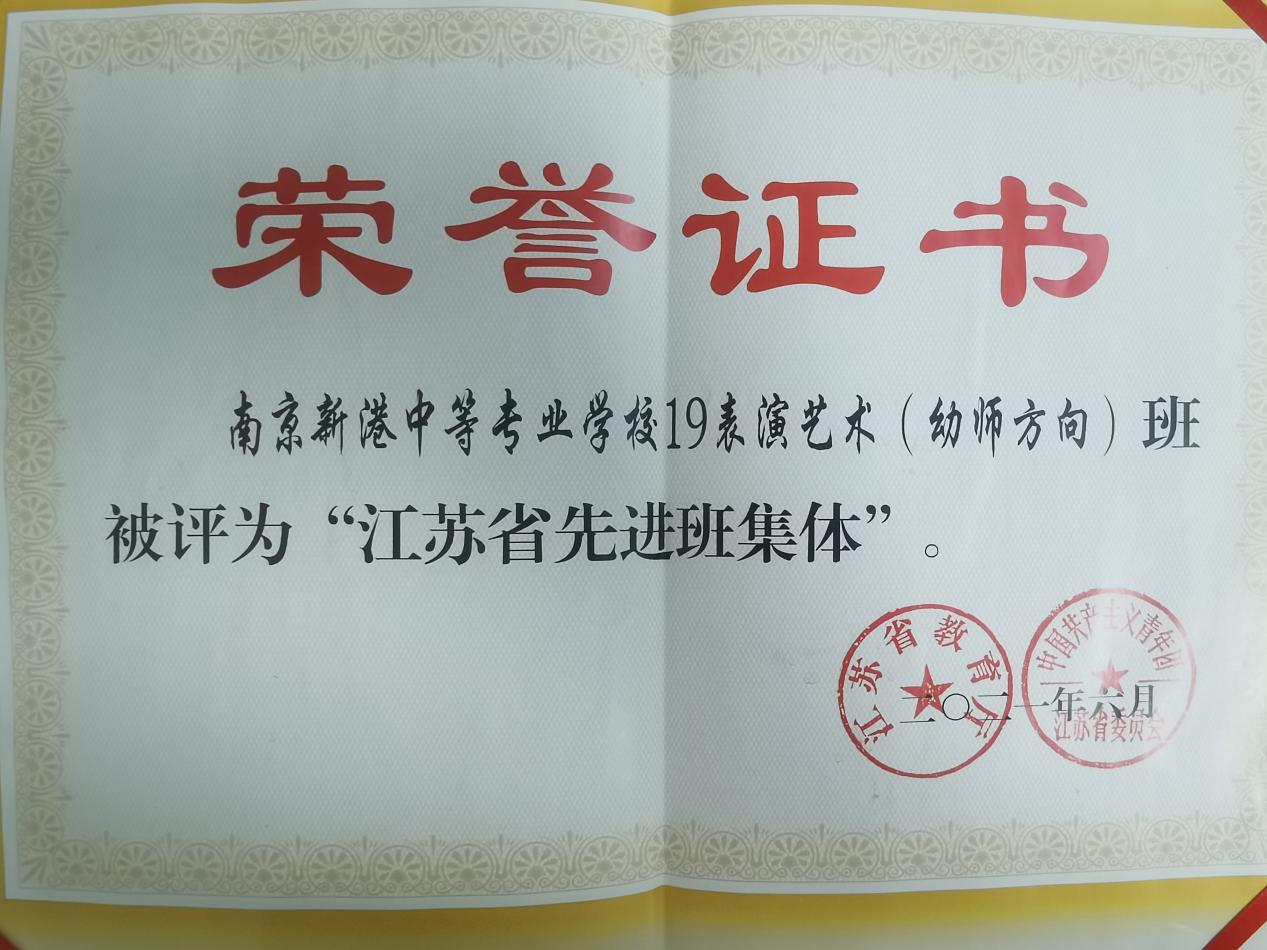 荣誉证书
南京新港中等专业学校19表演艺术（幼师方向）班
被评为“江苏省先进班集体”。
江苏省教育厅
中国共产主义青年团
江苏省委员会
二〇二一年六月